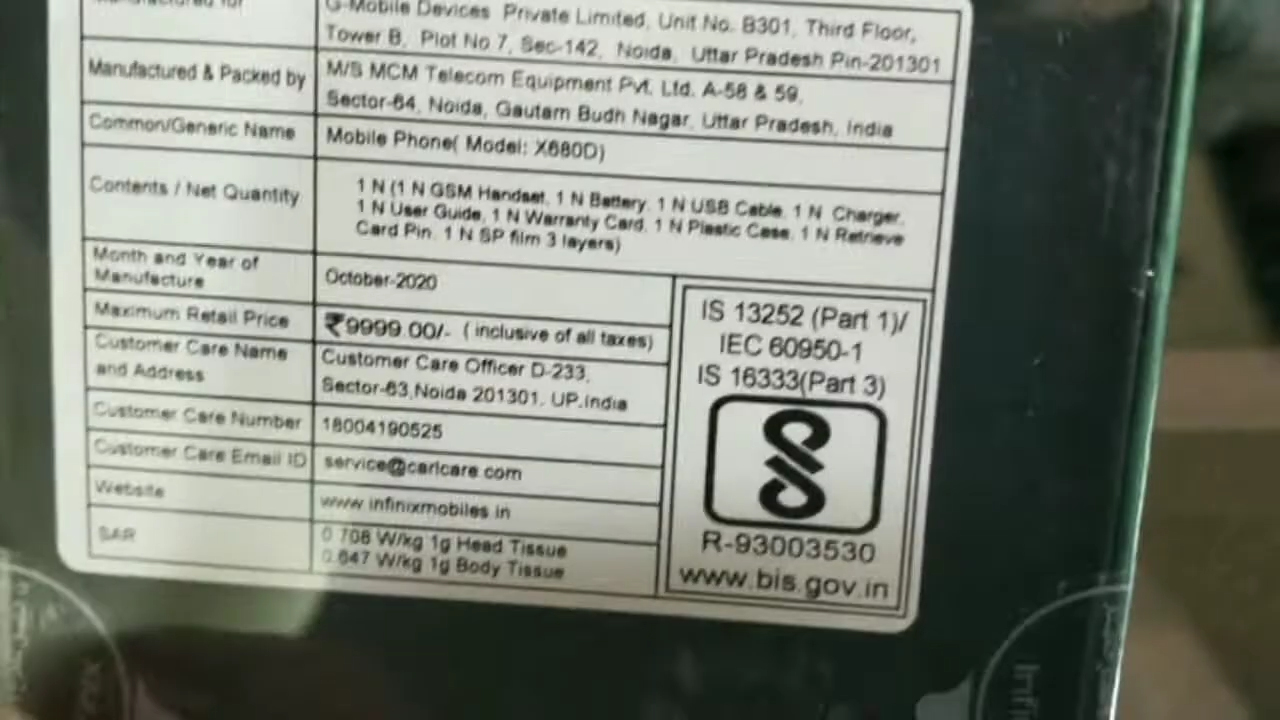 Manufactured for
G-Mobile Devices Private Limited, Unit No. B301, Third Floor,
Tower B, Plot No 7, Sec-142, Noida, Uttar Pradesh Pin-201301
Manufactured & Packed by
M/S MCM Telecom Equipment Pvt. Ltd. A-58 & 59,
Sector-64, Noida, Gautam Budh Nagar, Uttar Pradesh, India
Common/Generic Name
Mobile Phone( Model: X680D)
Contents / Net Quantity
1 N (1 N GSM Handset, 1 N Battery, 1 N USB Cable, 1 N Charger,
1 N User Guide, 1 N Warranty Card, 1 N Plastic Case, 1 N Retrieve
Card Pin, 1 N SP film 3 layers)
Month and Year of
Manufacture
October-2020
Maximum Retail Price
₹9999.00/- ( inclusive of all taxes)
Customer Care Name
and Address
Customer Care Officer D-233,
Sector-63,Noida 201301, UP.India
Customer Care Number
18004190525
Customer Care Email ID
service@carlcare.com
Website
www.infinixmobiles.in
SAR
0.706 W/kg 1g Head Tissue
0.647 W/kg 1g Body Tissue
IS 13252 (Part 1)/
IEC 60950-1
IS 16333(Part 3)
R-93003530
www.bis.gov.in